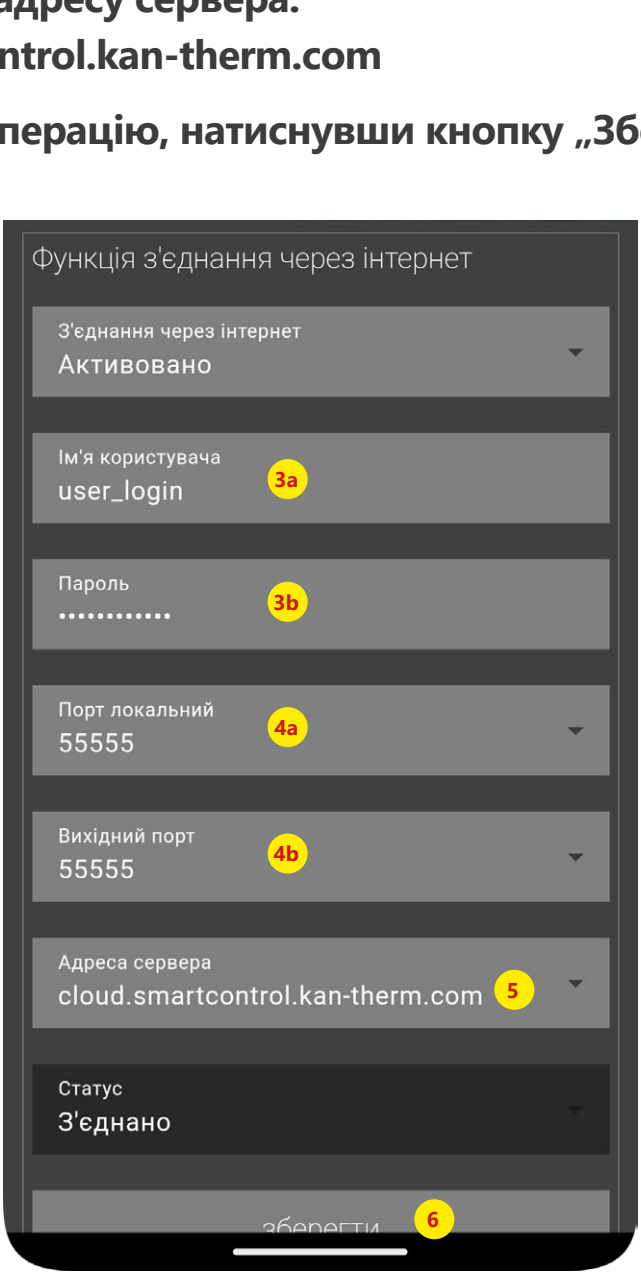 адресу сервера.
ntrol.kan-therm.com
перацію, натиснувши кнопку „Зб
Функція з'єднання через інтернет
З'єднання через інтернет
Активовано
Ім'я користувача
user_login
3a
Пароль
••••••••••••
3b
Порт локальний
55555
4a
Вихідний порт
55555
4b
Адреса сервера
cloud.smartcontrol.kan-therm.com
5
Статус
З'єднано
зберегти
6